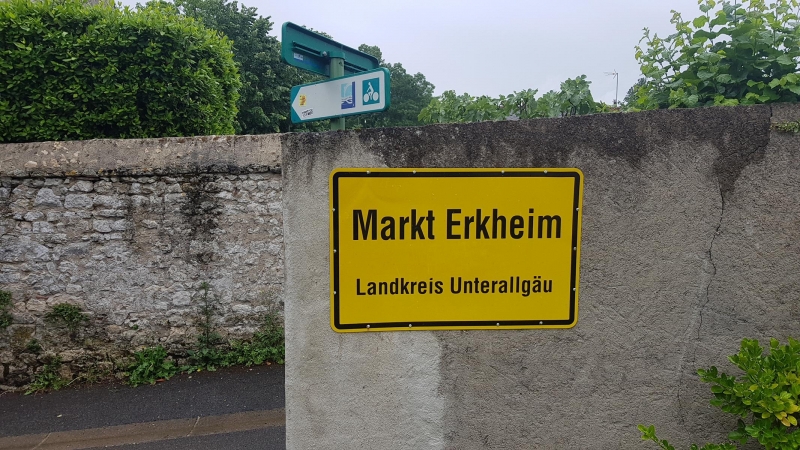 Markt Erkheim
Landkreis Unterallgäu